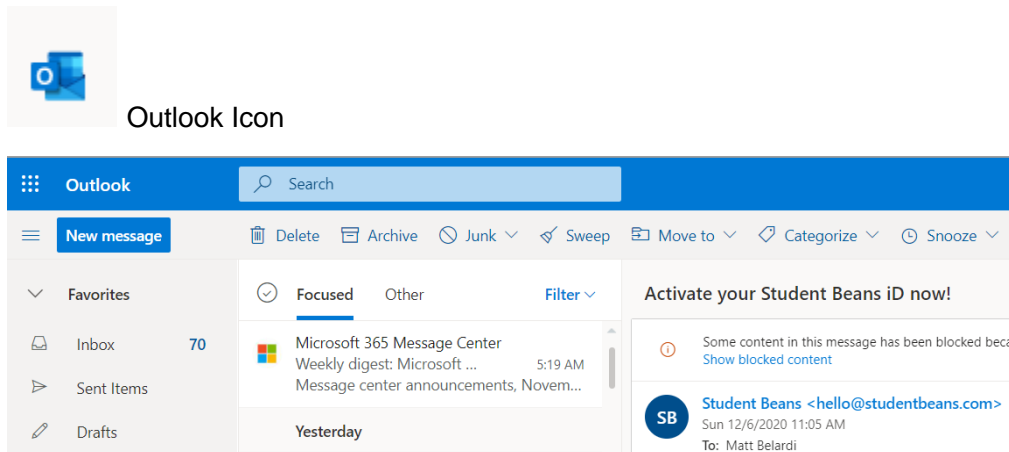 O
Outlook Icon
Outlook
Search
New message
Delete Archive Junk Sweep Move to Categorize Snooze
Favorites
Inbox 70
Sent Items
Drafts
Focused Other Filter
Microsoft 365 Message Center
Weekly digest: Microsoft ... 5:19 AM
Message center announcements, Novem...
Yesterday
Activate your Student Beans iD now!
Some content in this message has been blocked beca
Show blocked content
SB
Student Beans <hello@studentbeans.com>
Sun 12/6/2020 11:05 AM
To: Matt Belardi